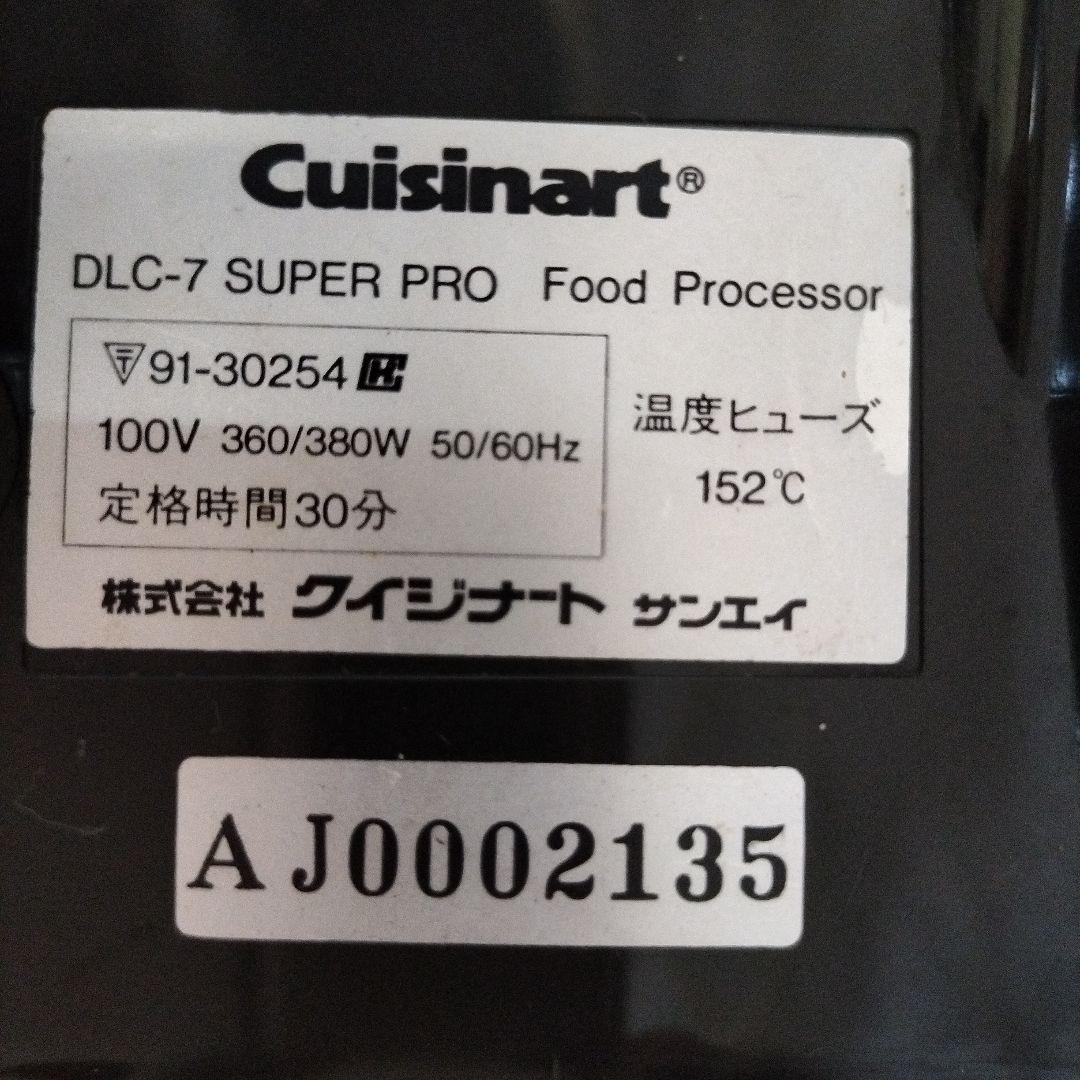 Cuisinart®
DLC-7 SUPER PRO Food Processor
〒91-30254
100V 360/380W 50/60Hz
定格時間30分
温度ヒューズ
152℃
株式会社 クイジナート サンエイ
AJ0002135